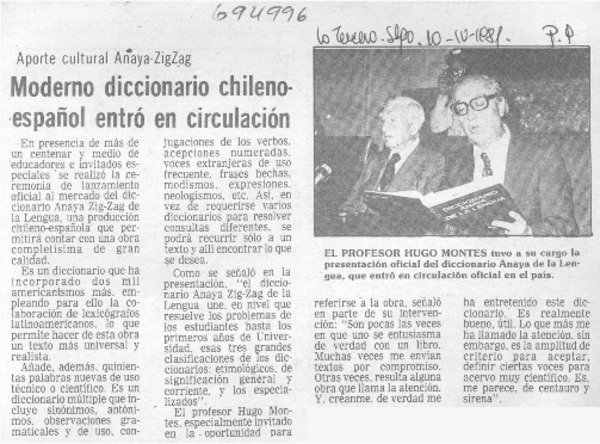 694996
La Tercera. Stgo. 10-IV-1981. P. 9
Aporte cultural Anaya-ZigZag
Moderno diccionario chileno-
español entró en circulación
En presencia de más de
un centenar y medio de
educadores e invitados es-
peciales se realizó la ce-
remonia de lanzamiento
oficial al mercado del dic-
cionario Anaya Zig-Zag de
la Lengua, una producción
chileno-española que per-
mitirá contar con una obra
completísima de gran
calidad.
Es un diccionario que ha
incorporado dos mil
americanismos más, em-
pleando para ello la co-
laboración de lexicógrafos
latinoamericanos, lo que
permite hacer de esta obra
un texto más universal y
realista.
Añade, además, quinien-
tas palabras nuevas de uso
técnico o científico. Es un
diccionario múltiple que in-
cluye sinónimos, antóni-
mos, observaciones gra-
maticales y de uso, con-
jugaciones de los verbos,
acepciones numeradas,
voces extranjeras de uso
frecuente, frases hechas,
modismos, expresiones,
neologismos, etc. Así, en
vez de requerirse varios
diccionarios para resolver
consultas diferentes, se
podrá recurrir sólo a un
texto y allí encontrar lo que
se desea.
Como se señaló en la
presentación, "el diccio-
nario Anaya Zig-Zag de la
Lengua une, en nivel que
resuelve los problemas de
los estudiantes hasta los
primeros años de Univer-
sidad, esas tres grandes
clasificaciones de los dic-
cionarios: etimológicos, de
significación general y
corriente, y los especia-
lizados".
El profesor Hugo Mon-
tes, especialmente invitado
en la oportunidad para
DICCIONARIO
ANAYA
DE LA LENGUA
EL PROFESOR HUGO MONTES tuvo a su cargo la
presentación oficial del diccionario Anaya de la Len-
gua, que entró en circulación oficial en el país.
referirse a la obra, señaló
en parte de su interven-
ción: "Son pocas las veces
en que uno se entusiasma
de verdad con un libro.
Muchas veces me envían
textos por compromiso.
Otras veces, resulta alguna
obra que llama la atención.
Y, créanme, de verdad me
ha entretenido este dic-
cionario. Es realmente
bueno, útil. Lo que más me
ha llamado la atención, sin
embargo, es la amplitud de
criterio para aceptar,
definir ciertas voces para
acervo muy científico. Es,
me parece, de centauro y
sirena".